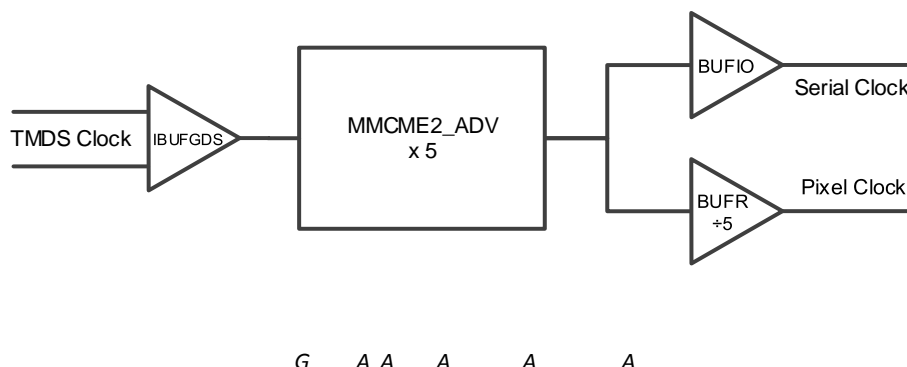 BUFIO
Serial Clock
MMCME2_ADV
x 5
TMDS Clock
IBUFGDS
Pixel Clock
BUFR
÷5
G A A A A A